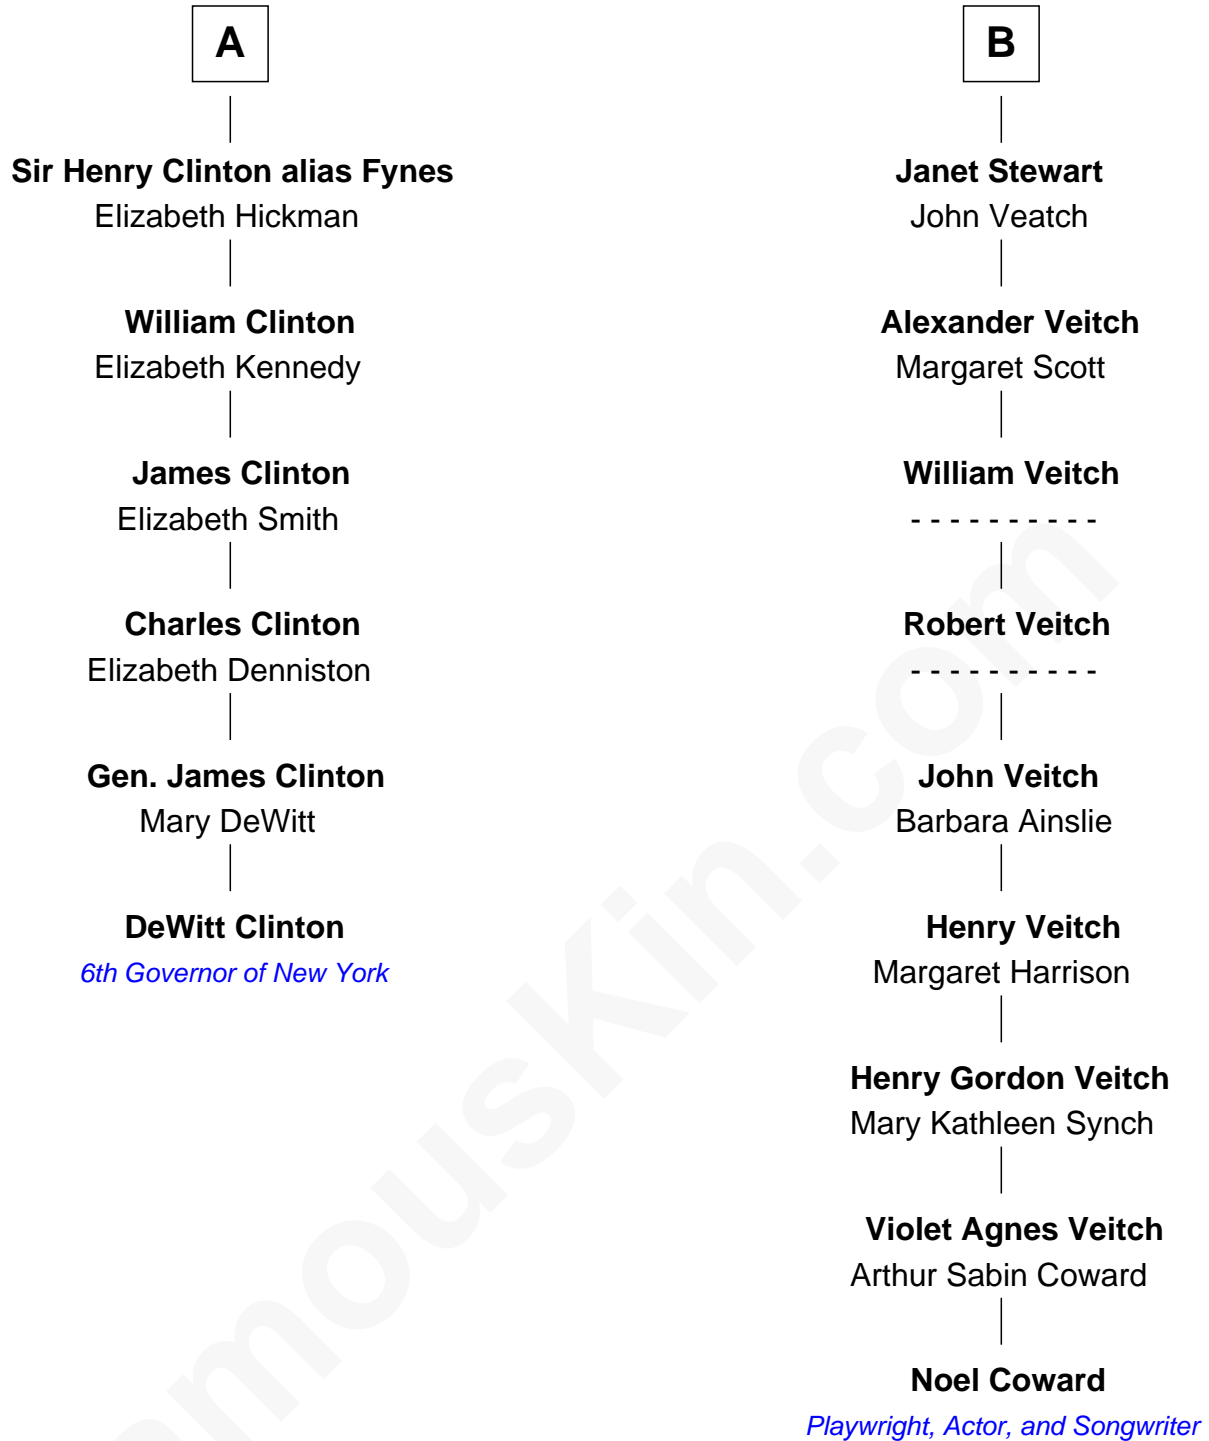 A
Sir Henry Clinton alias Fynes
Elizabeth Hickman
William Clinton
Elizabeth Kennedy
James Clinton
Elizabeth Smith
Charles Clinton
Elizabeth Denniston
Gen. James Clinton
Mary DeWitt
DeWitt Clinton
6th Governor of New York
B
Janet Stewart
John Veatch
Alexander Veitch
Margaret Scott
William Veitch
- - - - - - - - - -
Robert Veitch
- - - - - - - - - -
John Veitch
Barbara Ainslie
Henry Veitch
Margaret Harrison
Henry Gordon Veitch
Mary Kathleen Synch
Violet Agnes Veitch
Arthur Sabin Coward
Noel Coward
Playwright, Actor, and Songwriter
amouskin.com